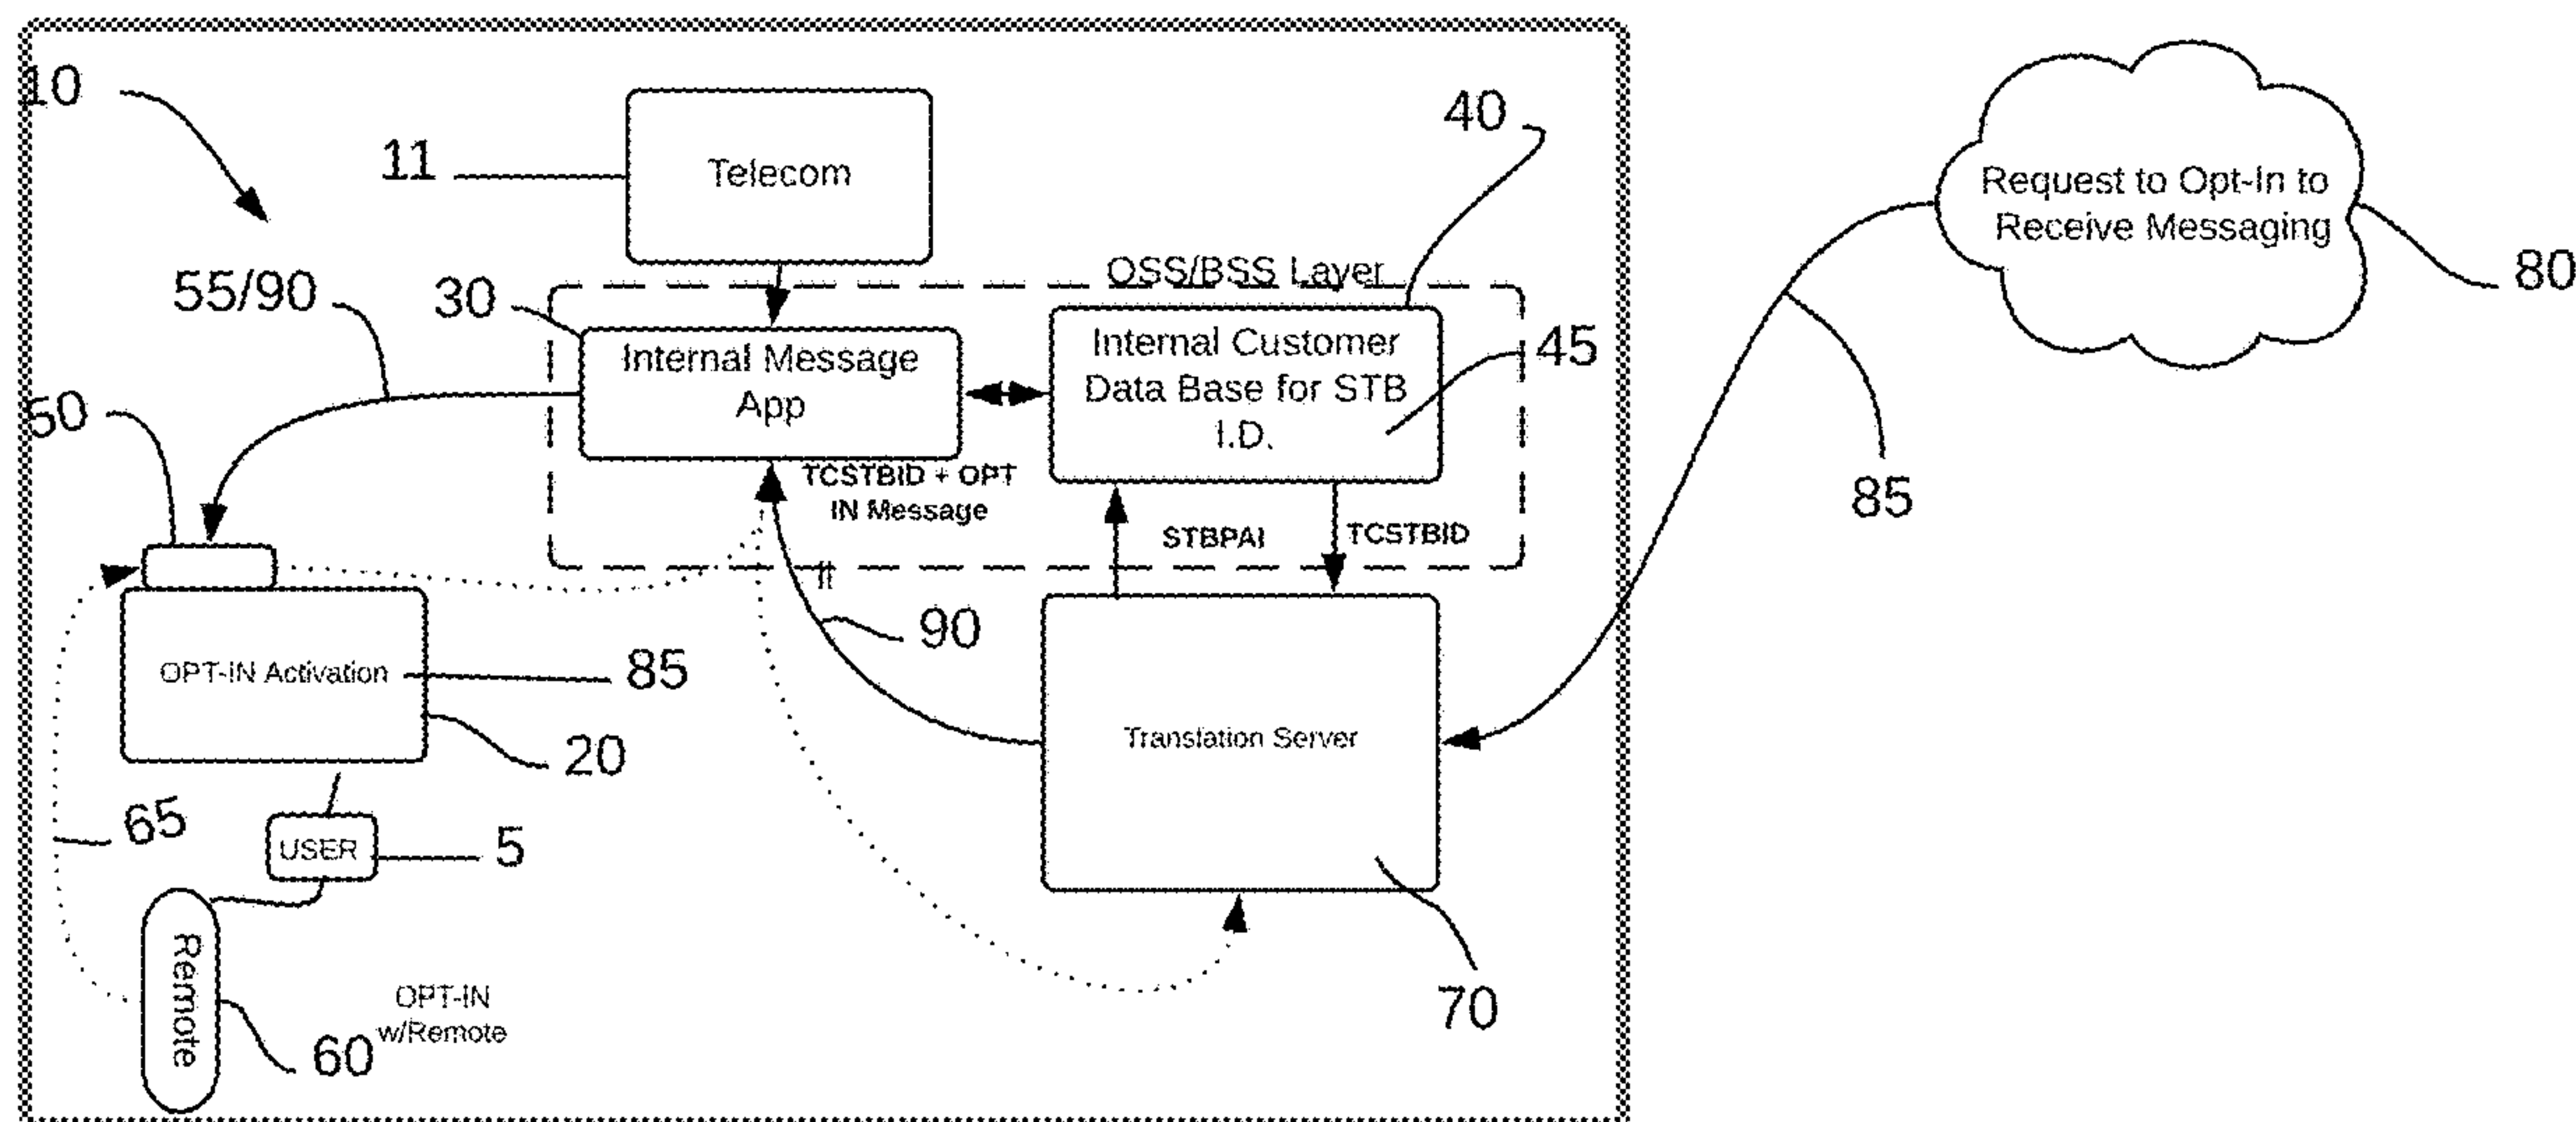 10
11
Telecom
40
Request to Opt-In to
Receive Messaging
80
OSS/BSS Layer
55/90
30
Internal Message
App
Internal Customer
Data Base for STB
I.D.
45
50
TCSTBID + OPT
IN Message
STBPAI
TCSTBID
85
90
OPT-IN Activation
85
20
Translation Server
65
USER
5
Remote
60
OPT-IN
w/Remote
70